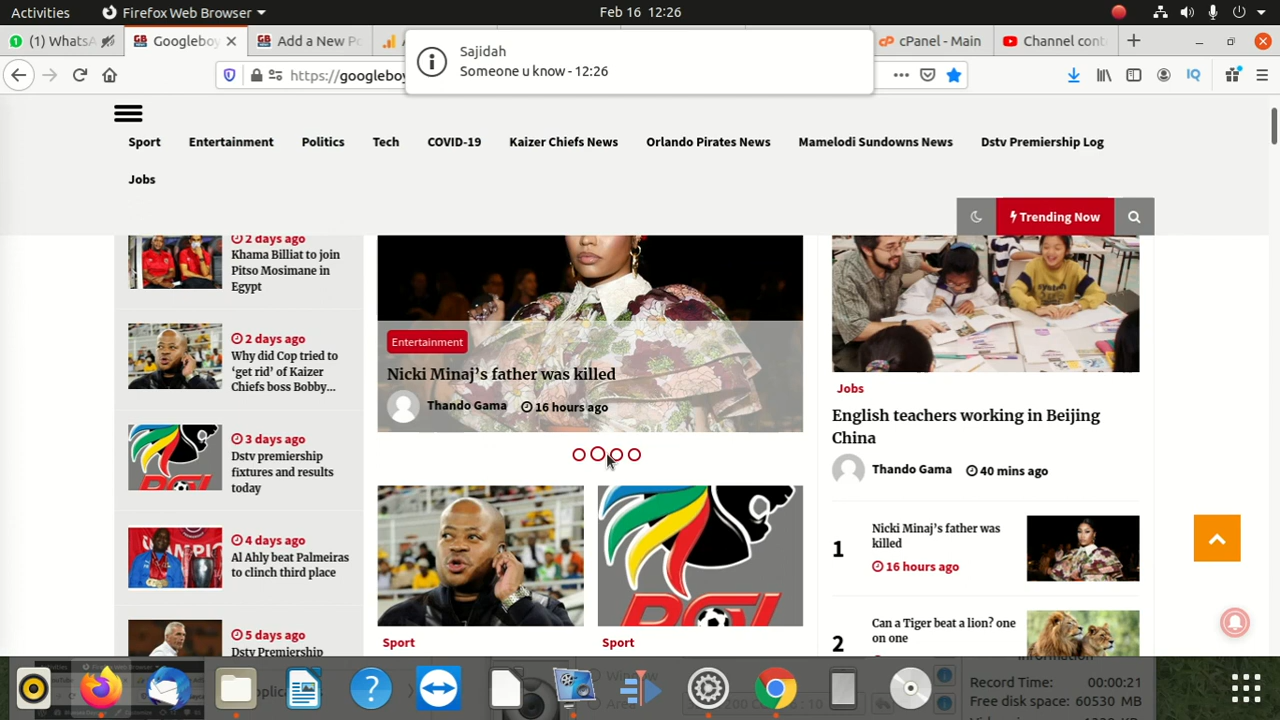 Activities
Firefox Web Browser
Feb 16 12:26
(1) WhatsA
Googleboy
Add a New Po
cPanel - Main
Channel cont
Sajidah
Someone u know - 12:26
https://googleboy
IQ
Sport
Entertainment
Politics
Tech
COVID-19
Kaizer Chiefs News
Orlando Pirates News
Mamelodi Sundowns News
Dstv Premiership Log
Jobs
Trending Now
2 days ago
Khama Billiat to join
Pitso Mosimane in
Egypt
2 days ago
Why did Cop tried to
‘get rid’ of Kaizer
Chiefs boss Bobby...
3 days ago
Dstv premiership
fixtures and results
today
4 days ago
Al Ahly beat Palmeiras
to clinch third place
5 days ago
Dstv Premiership
Entertainment
Nicki Minaj’s father was killed
Thando Gama
16 hours ago
Sport
Sport
Jobs
English teachers working in Beijing
China
Thando Gama
40 mins ago
1
Nicki Minaj’s father was
killed
16 hours ago
2
Can a Tiger beat a lion? one
on one
Record Time:
00:00:21
Free disk space:
60530 MB